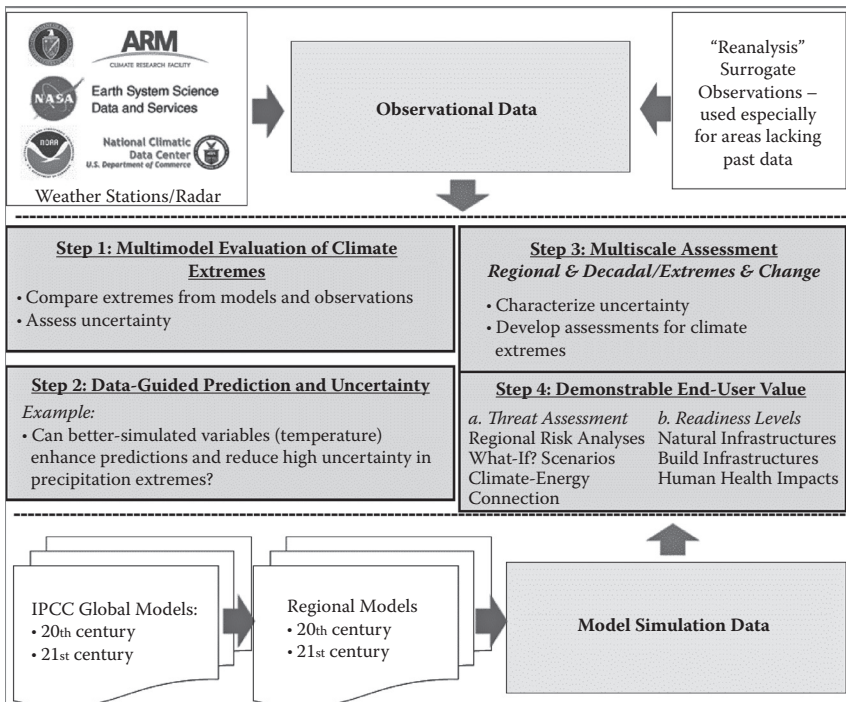 ARM
CLIMATE RESEARCH FACILITY
NASA
Earth System Science
Data and Services
NOAA
National Climatic
Data Center
U.S. Department of Commerce
Weather Stations/Radar
Observational Data
“Reanalysis”
Surrogate
Observations –
used especially
for areas lacking
past data
Step 1: Multimodel Evaluation of Climate
Extremes
• Compare extremes from models and observations
• Assess uncertainty
Step 2: Data-Guided Prediction and Uncertainty
Example:
• Can better-simulated variables (temperature)
enhance predictions and reduce high uncertainty in
precipitation extremes?
Step 3: Multiscale Assessment
Regional & Decadal/Extremes & Change
• Characterize uncertainty
• Develop assessments for climate
extremes
Step 4: Demonstrable End-User Value
a. Threat Assessment
Regional Risk Analyses
What-If? Scenarios
Climate-Energy
Connection
b. Readiness Levels
Natural Infrastructures
Build Infrastructures
Human Health Impacts
IPCC Global Models:
• 20th century
• 21st century
Regional Models
• 20th century
• 21st century
Model Simulation Data